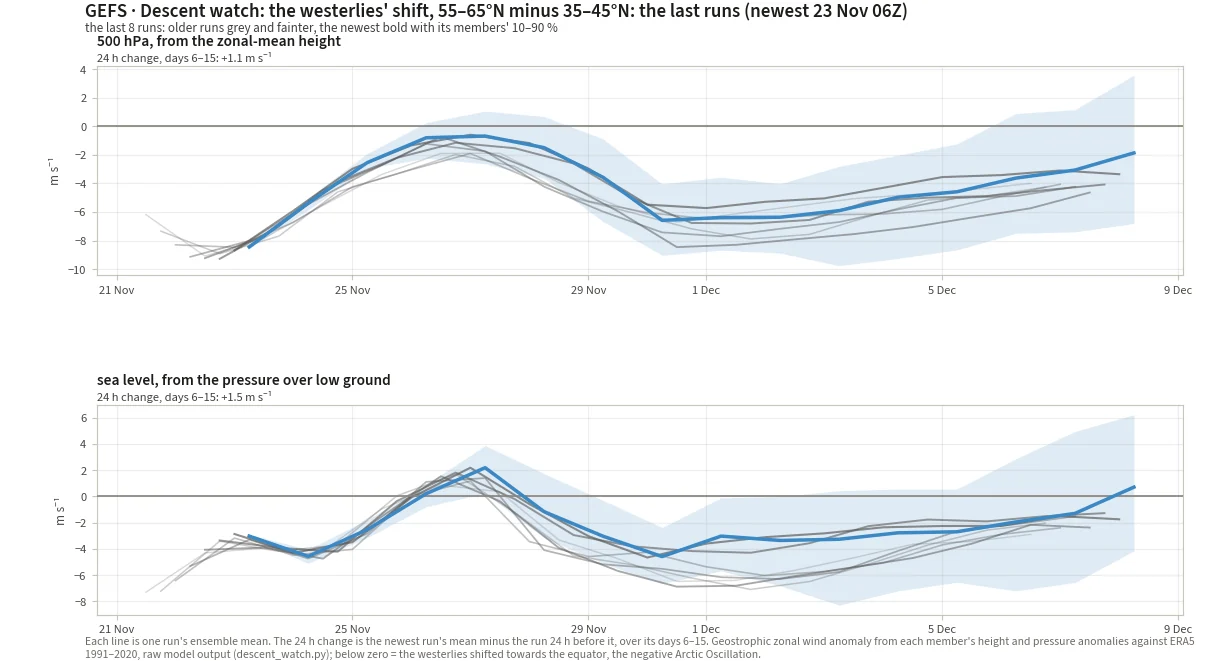 GEFS · Descent watch: the westerlies' shift, 55–65°N minus 35–45°N: the last runs (newest 23 Nov 06Z)
the last 8 runs: older runs grey and fainter, the newest bold with its members' 10–90 %
500 hPa, from the zonal-mean height
24 h change, days 6–15: +1.1 m s⁻¹
4
2
0
−2
−4
−6
−8
−10
m s⁻¹
21 Nov 25 Nov 29 Nov 1 Dec 5 Dec 9 Dec
sea level, from the pressure over low ground
24 h change, days 6–15: +1.5 m s⁻¹
6
4
2
0
−2
−4
−6
−8
m s⁻¹
21 Nov 25 Nov 29 Nov 1 Dec 5 Dec 9 Dec
Each line is one run's ensemble mean. The 24 h change is the newest run's mean minus the run 24 h before it, over its days 6–15. Geostrophic zonal wind anomaly from each member's height and pressure anomalies against ERA5
1991–2020, raw model output (descent_watch.py); below zero = the westerlies shifted towards the equator, the negative Arctic Oscillation.